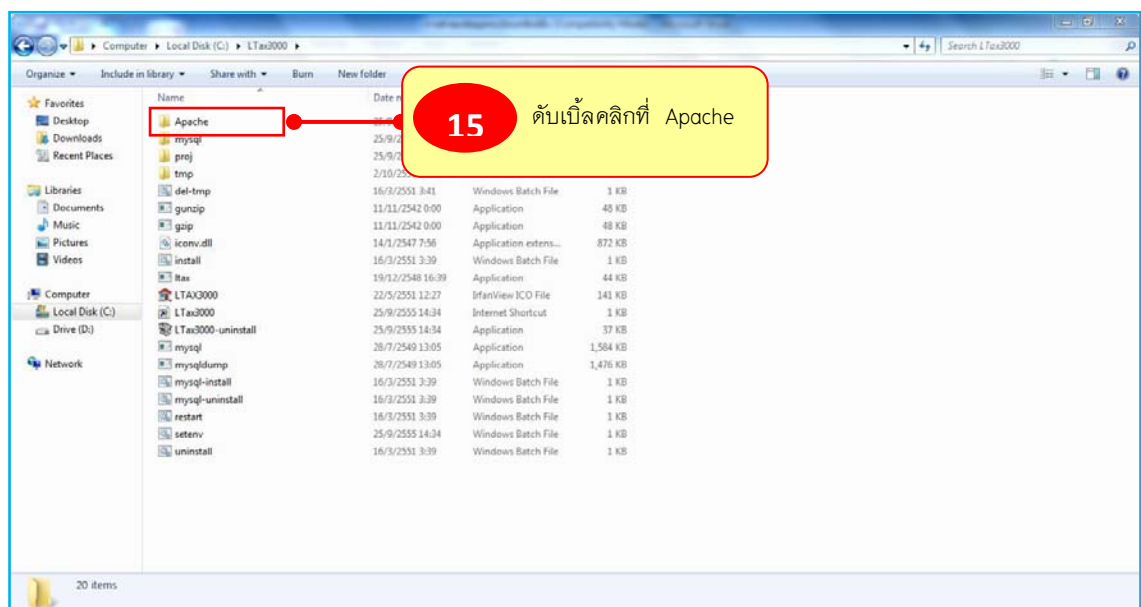 Computer ▸ Local Disk (C:) ▸ LTax3000 ▸
Search LTax3000
Organize
Include in library
Share with
Burn
New folder
Favorites
Desktop
Downloads
Recent Places
Libraries
Documents
Music
Pictures
Videos
Computer
Local Disk (C:)
Drive (D:)
Network
Name
Apache
mysql
proj
tmp
del-tmp 16/3/2551 3:41 Windows Batch File 1 KB
gunzip 11/11/2542 0:00 Application 48 KB
gzip 11/11/2542 0:00 Application 48 KB
iconv.dll 14/1/2547 7:56 Application extens... 872 KB
install 16/3/2551 3:39 Windows Batch File 1 KB
ltax 19/12/2548 16:39 Application 44 KB
LTAX3000 22/5/2551 12:27 IrfanView ICO File 141 KB
LTax3000 25/9/2555 14:34 Internet Shortcut 1 KB
LTax3000-uninstall 25/9/2555 14:34 Application 37 KB
mysql 28/7/2549 13:05 Application 1,584 KB
mysqldump 28/7/2549 13:05 Application 1,476 KB
mysql-install 16/3/2551 3:39 Windows Batch File 1 KB
mysql-uninstall 16/3/2551 3:39 Windows Batch File 1 KB
restart 16/3/2551 3:39 Windows Batch File 1 KB
setenv 25/9/2555 14:34 Windows Batch File 1 KB
uninstall 16/3/2551 3:39 Windows Batch File 1 KB
15 ดับเบิ้ลคลิกที่ Apache
20 items